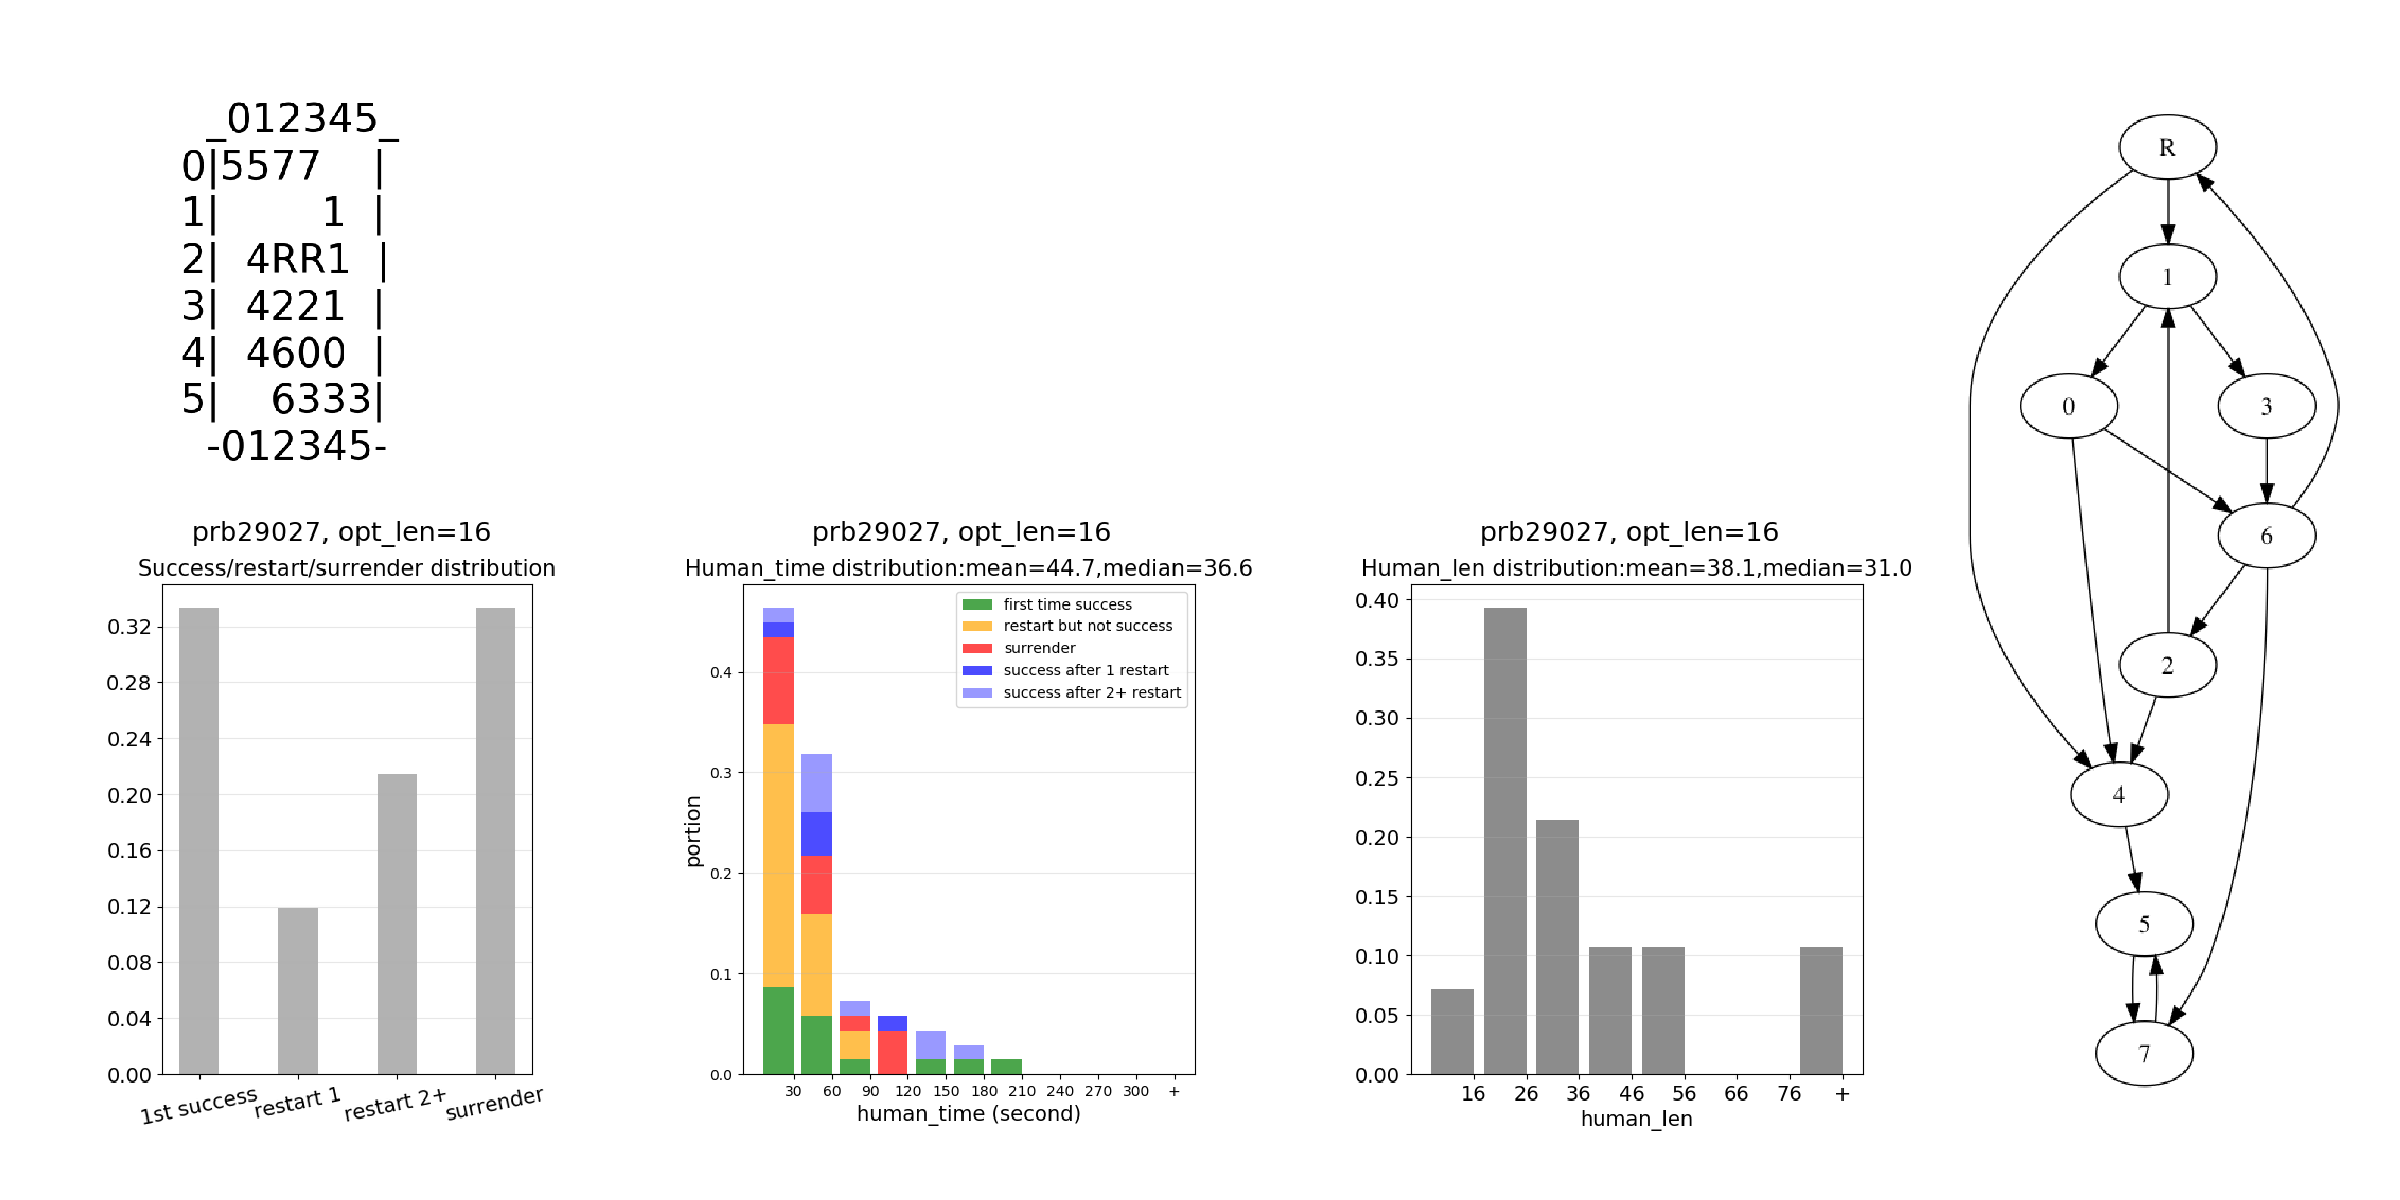 _012345_
0|5577  |
1|    1 |
2| 4RR1 |
3| 4221 |
4| 4600 |
5|  6333|
-012345-
prb29027, opt_len=16
Success/restart/surrender distribution
0.32
0.28
0.24
0.20
0.16
0.12
0.08
0.04
0.00
1st success restart 1 restart 2+ surrender
prb29027, opt_len=16
Human_time distribution:mean=44.7,median=36.6
first time success
restart but not success
surrender
success after 1 restart
success after 2+ restart
portion
0.4
0.3
0.2
0.1
0.0
30 60 90 120 150 180 210 240 270 300 +
human_time (second)
prb29027, opt_len=16
Human_len distribution:mean=38.1,median=31.0
0.40
0.35
0.30
0.25
0.20
0.15
0.10
0.05
0.00
16 26 36 46 56 66 76 +
human_len
R
1
0 3
6
2
4
5
7